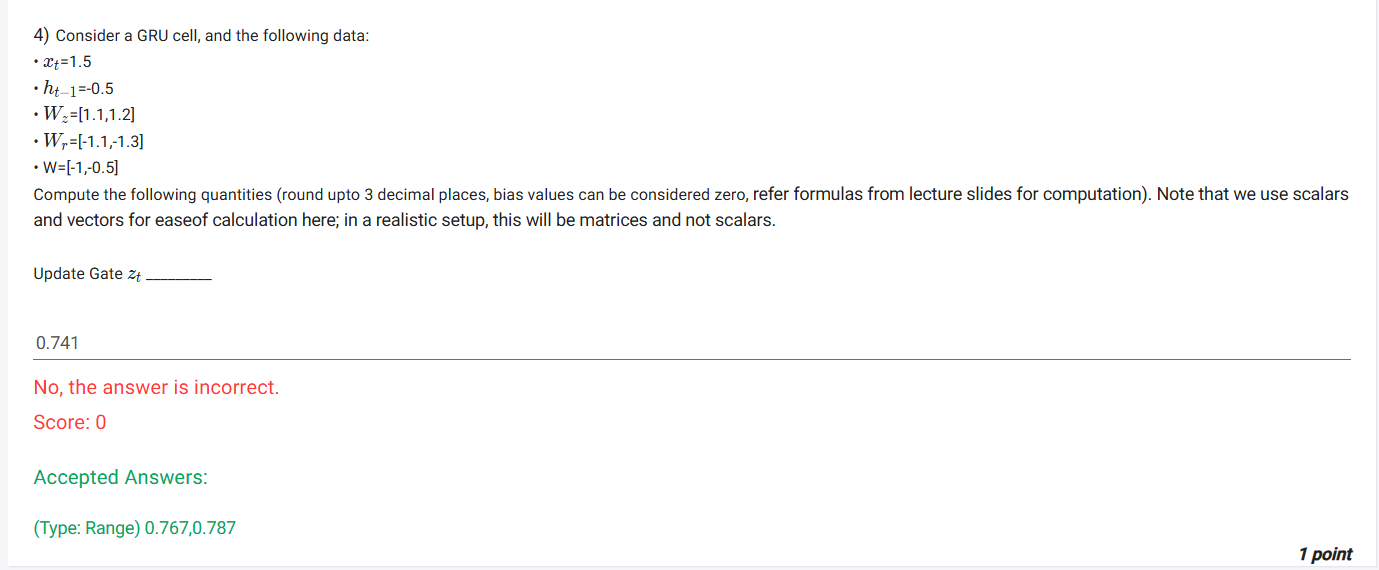 4) Consider a GRU cell, and the following data:
• xₜ=1.5
• hₜ₋₁=-0.5
• W_z=[1.1,1.2]
• W_r=[-1.1,-1.3]
• W=[-1,-0.5]
Compute the following quantities (round upto 3 decimal places, bias values can be considered zero, refer formulas from lecture slides for computation). Note that we use scalars
and vectors for easeof calculation here; in a realistic setup, this will be matrices and not scalars.
Update Gate zₜ _________
0.741
No, the answer is incorrect.
Score: 0
Accepted Answers:
(Type: Range) 0.767,0.787
1 point